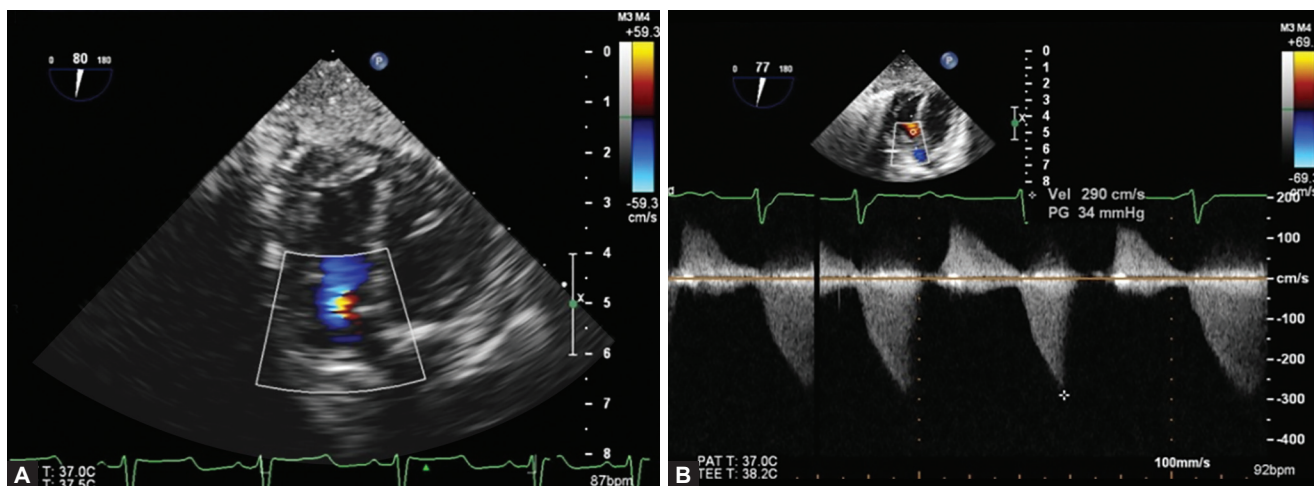 M3 M4
+59.3
0 80 180
P
0
1
2
3
4
5
6
7
8
-59.3
cm/s
x
A
T: 37.0C
T: 37.5C
87bpm
M3 M4
+69.
0 77 180
P
0
1
2
3
4
5
6
7
8
x
-69.3
cm/s
Vel 290 cm/s
PG 34 mmHg
200
100
cm/s
-100
-200
-300
-400
B
PAT T: 37.0C
TEE T: 38.2C
100mm/s
92bpm